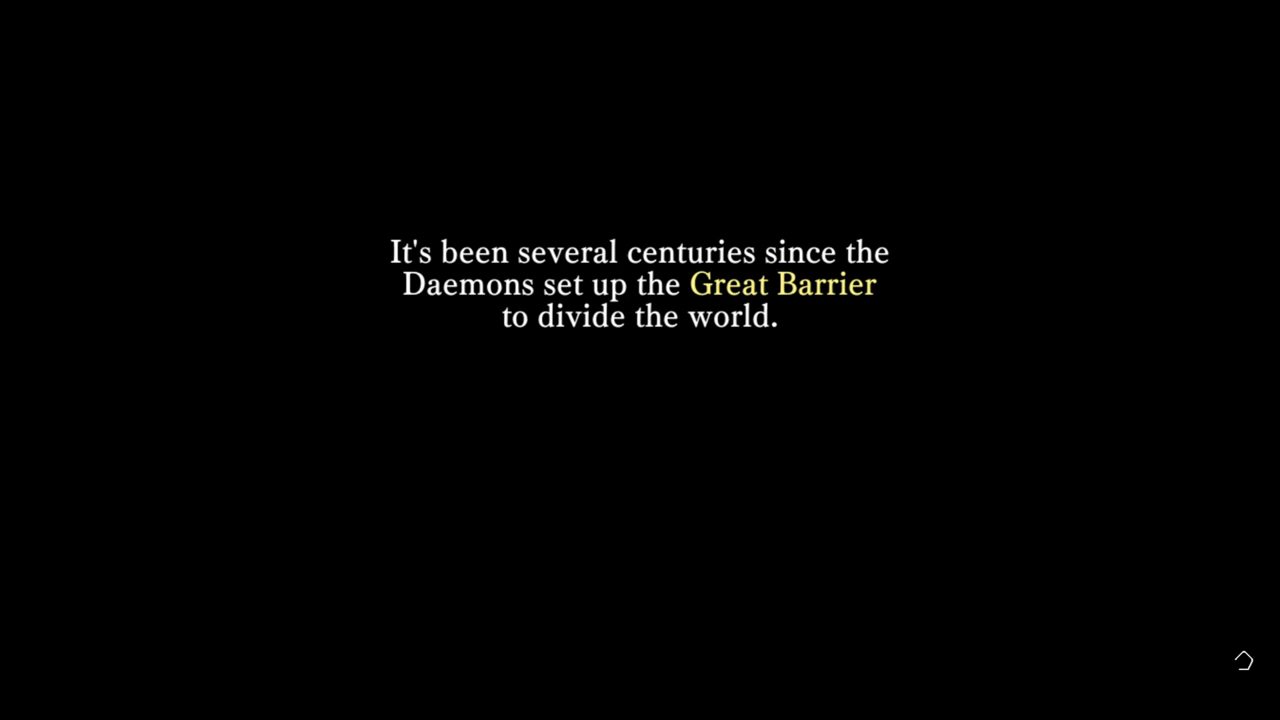 It's been several centuries since the
Daemons set up the Great Barrier
to divide the world.